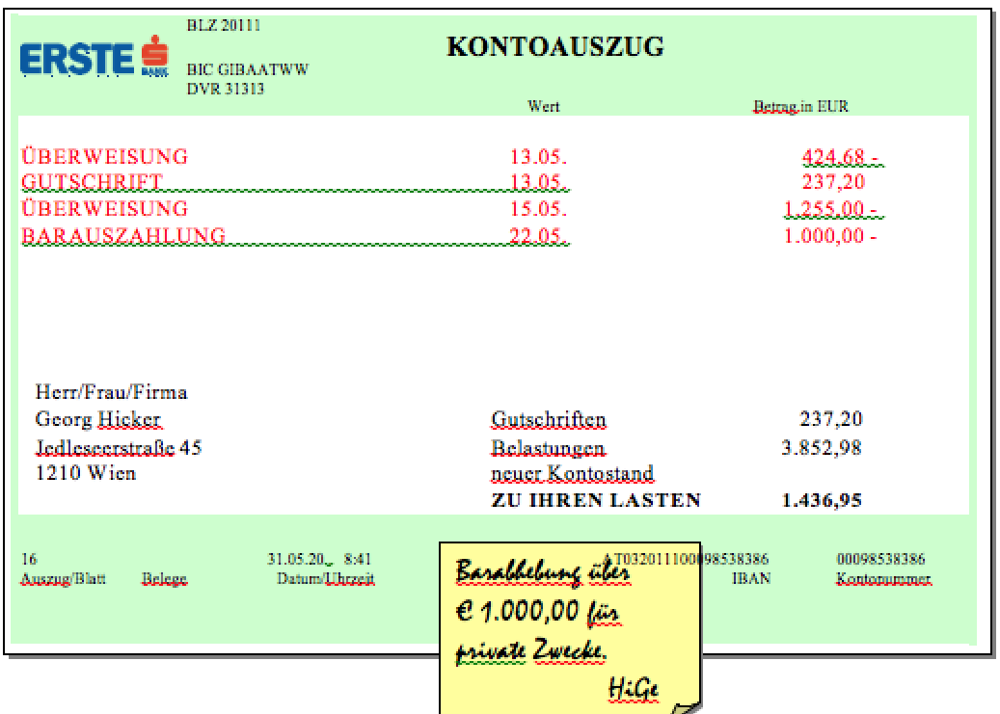 ERSTE BANK
BLZ 20111
BIC GIBAATWW
DVR 31313
KONTOAUSZUG
Wert Betrag in EUR
ÜBERWEISUNG 13.05. 424,68 -
GUTSCHRIFT 13.05. 237,20
ÜBERWEISUNG 15.05. 1.255,00 -
BARAUSZAHLUNG 22.05. 1.000,00 -
Herr/Frau/Firma
Georg Hicker Gutschriften 237,20
Jedleseerstraße 45 Belastungen 3.852,98
1210 Wien neuer Kontostand
ZU IHREN LASTEN 1.436,95
16 31.05.20_ 8:41 AT032011100098538386 00098538386
Auszug/Blatt Belege Datum/Uhrzeit IBAN Kontonummer
Barabhebung über
€ 1.000,00 für
private Zwecke.
HiGe